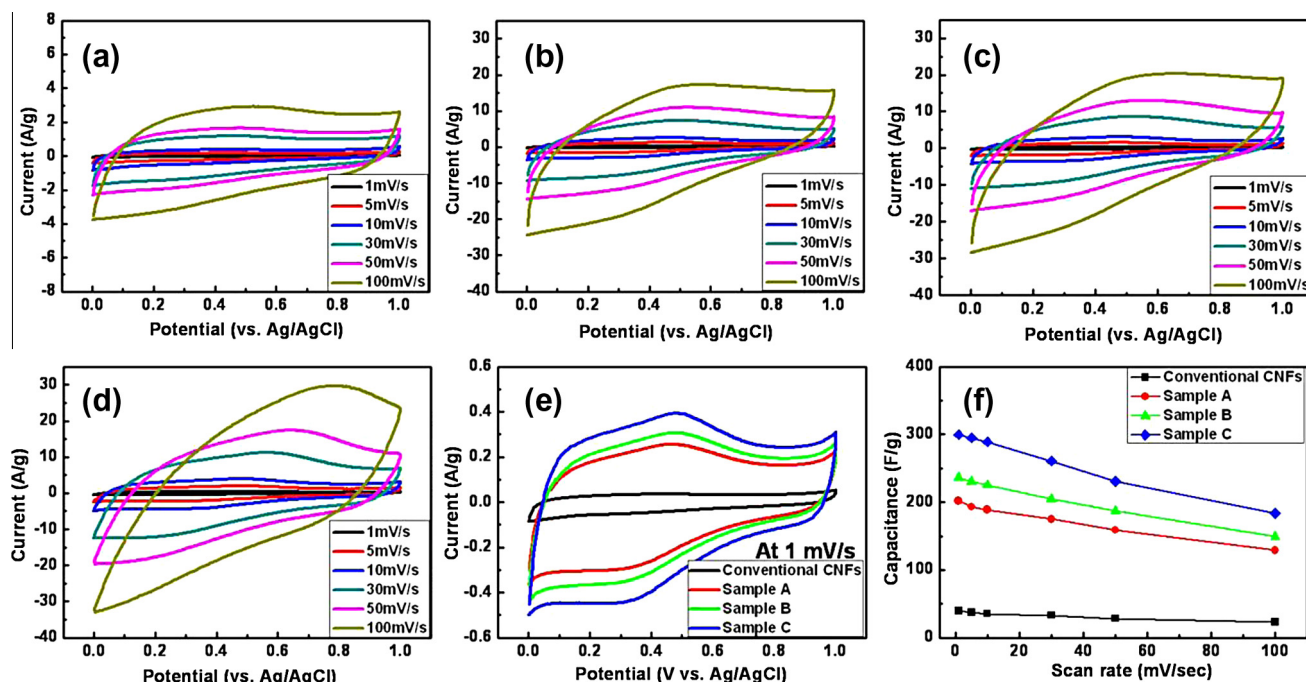 (a)
Current (A/g)
8
6
4
2
0
-2
-4
-6
-8
1mV/s
5mV/s
10mV/s
30mV/s
50mV/s
100mV/s
0.0 0.2 0.4 0.6 0.8 1.0
Potential (vs. Ag/AgCl)
(b)
Current (A/g)
30
20
10
0
-10
-20
-30
-40
1mV/s
5mV/s
10mV/s
30mV/s
50mV/s
100mV/s
0.0 0.2 0.4 0.6 0.8 1.0
Potential (vs. Ag/AgCl)
(c)
Current (A/g)
30
20
10
0
-10
-20
-30
-40
1mV/s
5mV/s
10mV/s
30mV/s
50mV/s
100mV/s
0.0 0.2 0.4 0.6 0.8 1.0
Potential (vs. Ag/AgCl)
(d)
Current (A/g)
30
20
10
0
-10
-20
-30
-40
1mV/s
5mV/s
10mV/s
30mV/s
50mV/s
100mV/s
0.0 0.2 0.4 0.6 0.8 1.0
Potential (vs. Ag/AgCl)
(e)
Current (A/g)
0.6
0.4
0.2
0.0
-0.2
-0.4
-0.6
At 1 mV/s
Conventional CNFs
Sample A
Sample B
Sample C
0.0 0.2 0.4 0.6 0.8 1.0
Potential (V vs. Ag/AgCl)
(f)
Capacitance (F/g)
400
300
200
100
0
Conventional CNFs
Sample A
Sample B
Sample C
0 20 40 60 80 100
Scan rate (mV/sec)